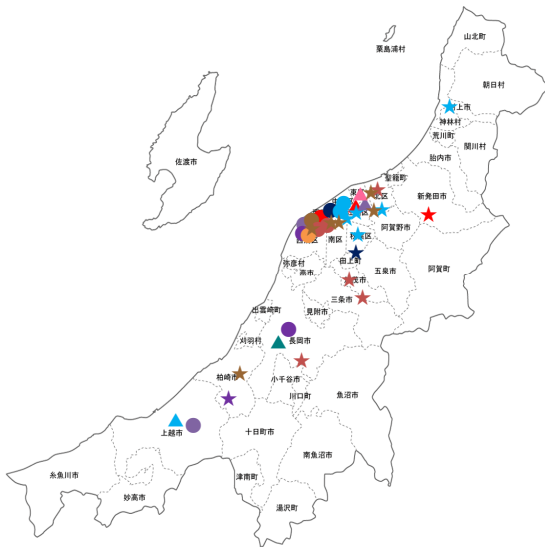 山北町
粟島浦村
朝日村
上市
神林村
荒川町
関川村
胎内市
佐渡市
聖籠町
新発田市
北区
阿賀野市
南区
田上町
弥彦村
燕市
五泉市
阿賀町
茂市
三条市
見附市
出雲崎町
長岡市
刈羽村
小千谷市
柏崎市
川口町
魚沼市
上越市
十日町市
南魚沼市
糸魚川市
津南町
妙高市
湯沢町